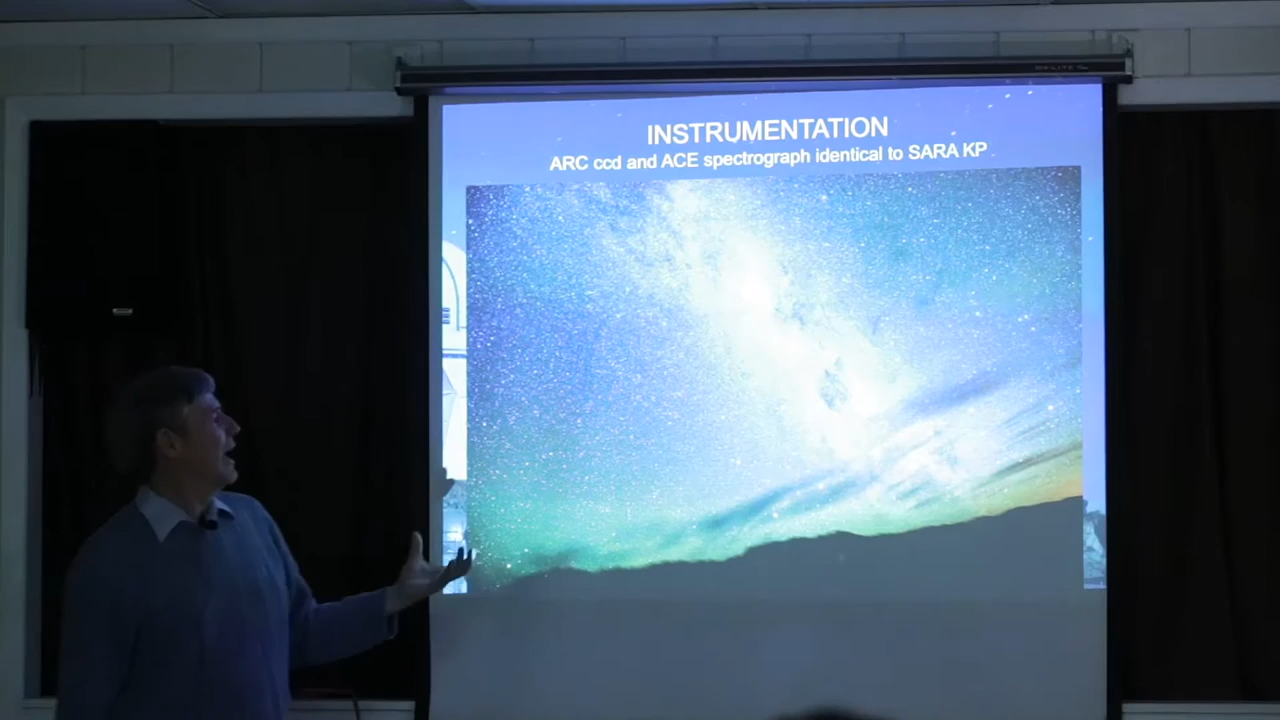 INSTRUMENTATION
ARC ccd and ACE spectrograph identical to SARA KP